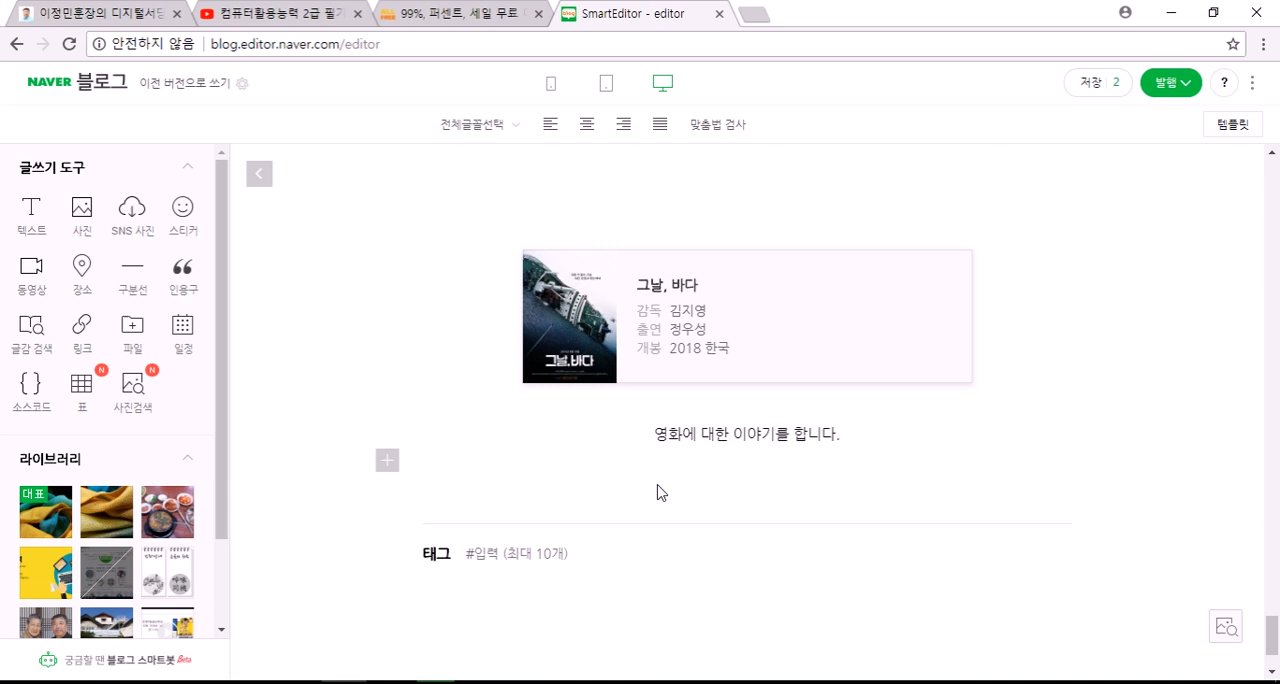 이정민훈장의 디지털서당
컴퓨터활용능력 2급 필기
99%, 퍼센트, 세일 무료
SmartEditor - editor
안전하지 않음
blog.editor.naver.com/editor
NAVER 블로그
이전 버전으로 쓰기
저장 2
발행
?
전체글꼴선택
맞춤법 검사
템플릿
글쓰기 도구
텍스트 사진 SNS 사진 스티커
동영상 장소 구분선 인용구
글감 검색 링크 파일 일정
N N
소스코드 표 사진검색
라이브러리
대표
궁금할 땐 블로그 스마트봇 Beta
그날,바다
그날, 바다
감독 김지영
출연 정우성
개봉 2018 한국
영화에 대한 이야기를 합니다.
태그 #입력 (최대 10개)